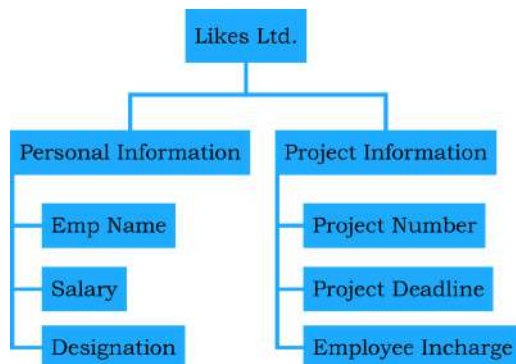 Likes Ltd.
Personal Information
Emp Name
Salary
Designation
Project Information
Project Number
Project Deadline
Employee Incharge